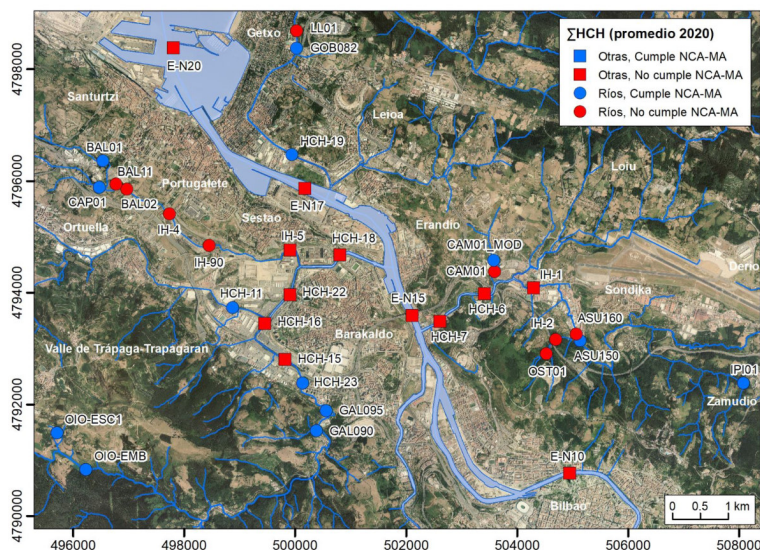 ∑HCH (promedio 2020)
Otras, Cumple NCA-MA
Otras, No cumple NCA-MA
Ríos, Cumple NCA-MA
Ríos, No cumple NCA-MA
4798000
4796000
4794000
4792000
4790000
Getxo
LL01
GOB082
E-N20
Santurtzi
Leioa
HCH-19
BAL01
BAL11
Loiu
CAP01
BAL02
Portugalete
E-N17
Ortuella
IH-4
Sestao
Erandio
IH-5
HCH-18
CAM01_MOD
IH-90
CAM01
IH-1
Derio
HCH-11
HCH-22
E-N15
HCH-6
Sondika
HCH-16
Barakaldo
HCH-7
IH-2
ASU160
Valle de Trápaga-Trapagaran
HCH-15
OST01
ASU150
HCH-23
IPI01
GAL095
Zamudio
OIO-ESC1
GAL090
OIO-EMB
E-N10
Bilbao
0 0.5 1 km
496000 498000 500000 502000 504000 506000 508000